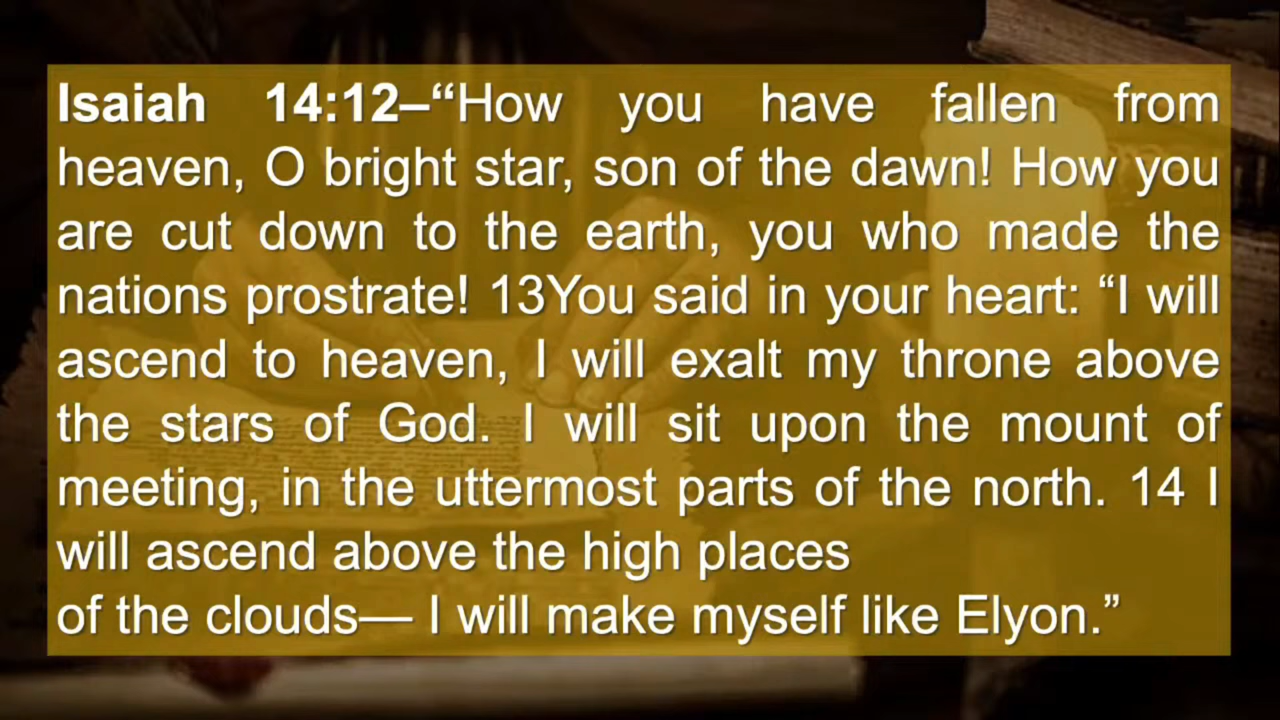 Isaiah 14:12–“How you have fallen from
heaven, O bright star, son of the dawn! How you
are cut down to the earth, you who made the
nations prostrate! 13You said in your heart: “I will
ascend to heaven, I will exalt my throne above
the stars of God. I will sit upon the mount of
meeting, in the uttermost parts of the north. 14 I
will ascend above the high places
of the clouds— I will make myself like Elyon.”